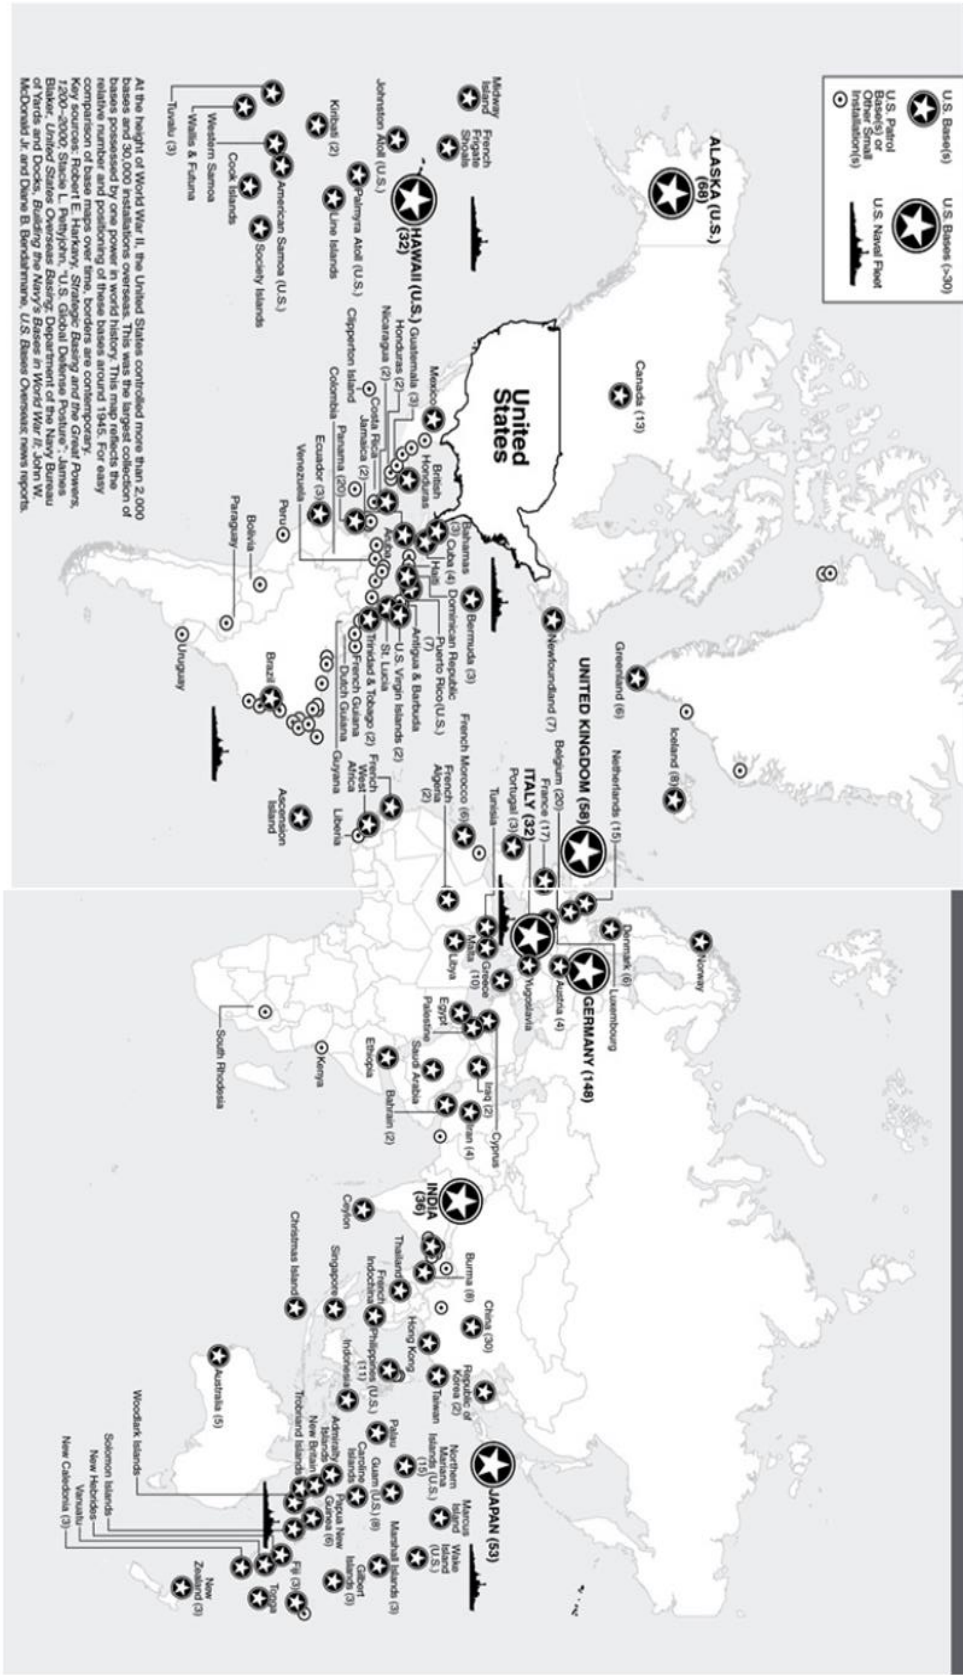 U.S. Base(s)
U.S. Bases (>30)
U.S. Patrol
Base(s) or
Other Small
Installation(s)
U.S. Naval Fleet
ALASKA (U.S.)
(68)
Canada (13)
United
States
Midway
Island
French
Frigate
Shoals
HAWAII (U.S.)
(32)
Johnston Atoll (U.S.)
Palmyra Atoll (U.S.)
Kiribati (2)
Line Islands
American Samoa (U.S.)
Society Islands
Cook Islands
Western Samoa
Wallis & Futuna
Tuvalu (3)
Mexico
Guatemala (3)
Honduras (2)
Nicaragua (2)
Clipperton Island
British
Honduras
Costa Rica
Jamaica (2)
Panama (20)
Colombia
Ecuador (3)
Venezuela
Peru
Bolivia
Paraguay
Uruguay
Brazil
Bahamas
(3)
Cuba (4)
Haiti
Aruba
Dominican Republic
Puerto Rico (U.S.)
(7)
Antigua & Barbuda
U.S. Virgin Islands (2)
St. Lucia
Trinidad & Tobago (2)
French Guiana
Dutch Guiana
Guyana
Bermuda (3)
Newfoundland (7)
Greenland (6)
Iceland (8)
UNITED KINGDOM (58)
Netherlands (15)
Belgium (20)
France (17)
ITALY (32)
Portugal (3)
Tunisia
French Morocco (6)
French
Algeria
(2)
French
West
Africa
Liberia
Ascension
Island
Norway
Denmark (6)
Luxembourg
GERMANY (148)
Austria (4)
Yugoslavia
Greece
(10)
Malta
Libya
Egypt
Palestine
Cyprus
Iraq (2)
Iran (4)
Saudi Arabia
Bahrain (2)
Ethiopia
Kenya
South Rhodesia
INDIA
(36)
Ceylon
Burma (8)
China (30)
Thailand
French
Indochina
Singapore
Christmas Island
Hong Kong
Taiwan
Republic of
Korea (2)
Philippines (U.S.)
(11)
Indonesia
JAPAN (53)
Northern
Mariana
Islands (U.S.)
(15)
Marcus
Island
Wake
Island
(U.S.)
Palau
Guam (U.S.) (8)
Caroline
Islands
Marshall Islands (3)
Admiralty
Islands
New Britain
Trobriand Islands
Papua New
Guinea (6)
Gilbert
Islands (3)
Australia (5)
Woodlark Islands
Solomon Islands
New Hebrides
Vanuatu
New Caledonia (3)
Fiji (3)
Tonga
New
Zealand (3)
At the height of World War II, the United States controlled more than 2,000
bases and 30,000 installations overseas. This was the largest collection of
bases possessed by one power in world history. This map reflects the
relative number and positioning of these bases around 1945. For easy
comparison of base maps over time, borders are contemporary.
Key sources: Robert E. Harkavy, Strategic Basing and the Great Powers,
1200–2000; Stacie L. Pettyjohn, "U.S. Global Defense Posture"; James
Blaker, United States Overseas Basing; Department of the Navy Bureau
of Yards and Docks, Building the Navy's Bases in World War II; John W.
McDonald Jr. and Diane B. Bendahmane, U.S. Bases Overseas; news reports.